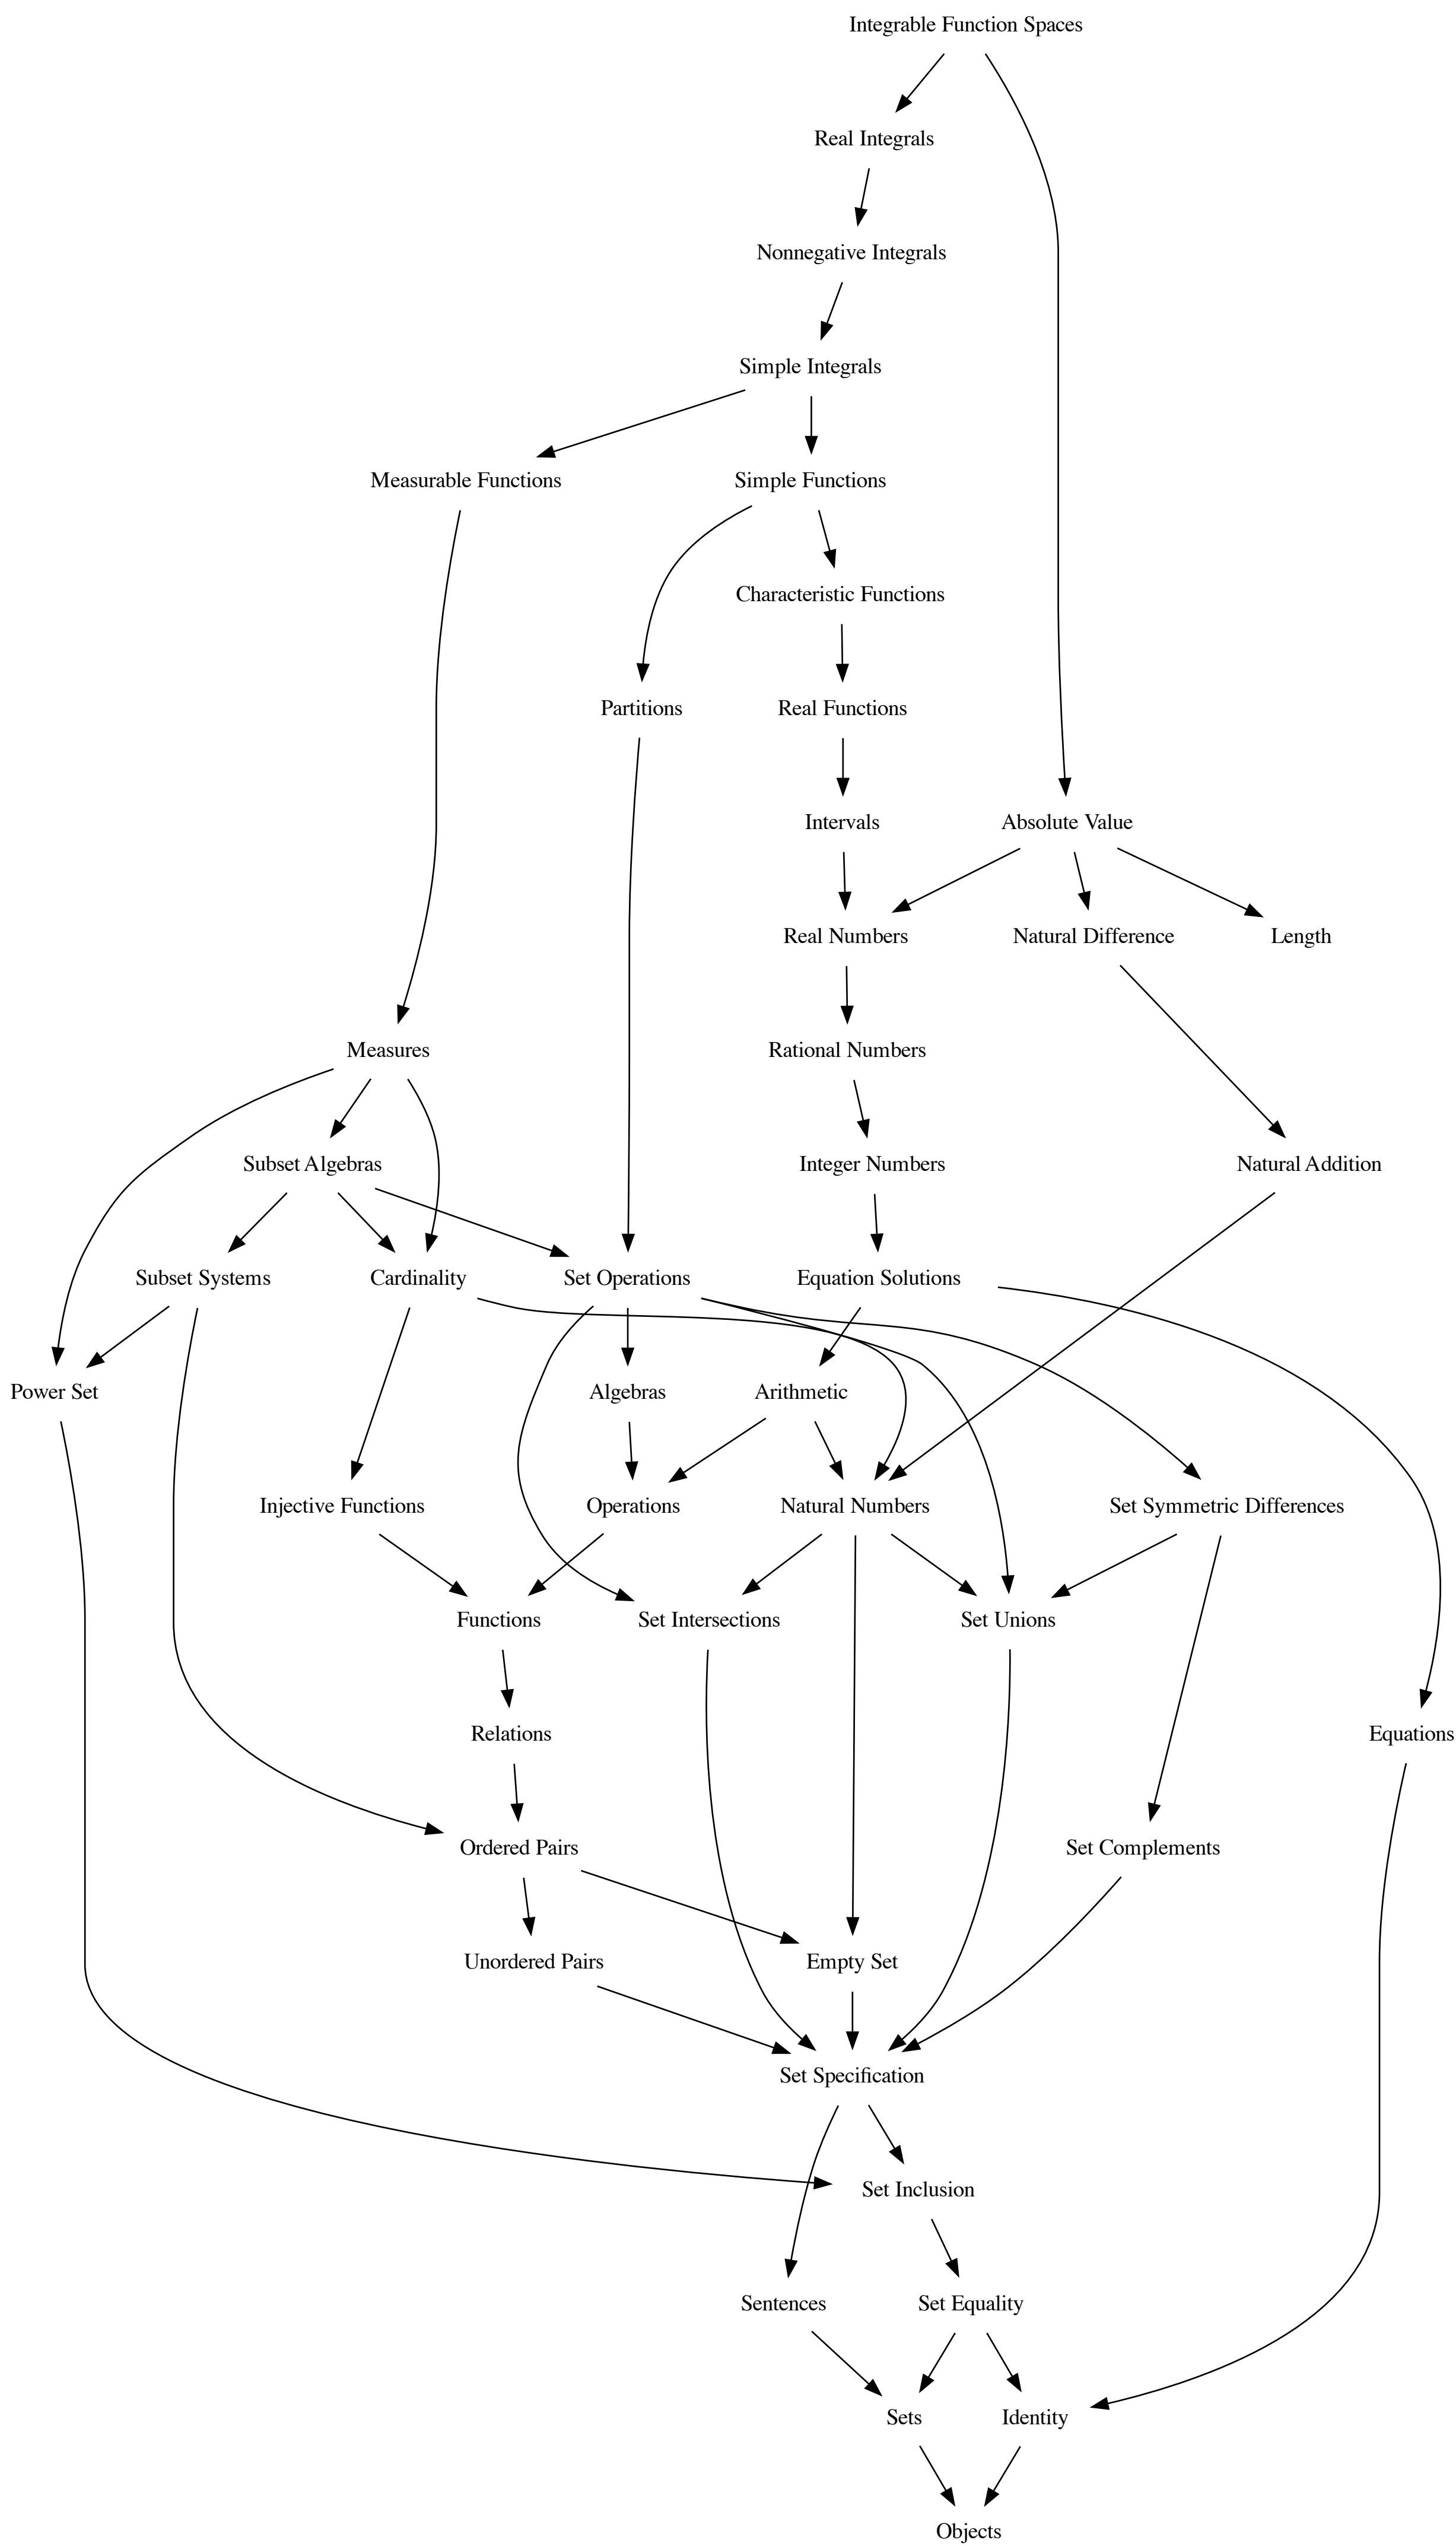 Integrable Function Spaces
Real Integrals
Nonnegative Integrals
Simple Integrals
Measurable Functions
Simple Functions
Characteristic Functions
Partitions
Real Functions
Intervals
Absolute Value
Real Numbers
Natural Difference
Length
Measures
Rational Numbers
Subset Algebras
Integer Numbers
Natural Addition
Subset Systems
Cardinality
Set Operations
Equation Solutions
Power Set
Algebras
Arithmetic
Injective Functions
Operations
Natural Numbers
Set Symmetric Differences
Functions
Set Intersections
Set Unions
Relations
Equations
Ordered Pairs
Set Complements
Unordered Pairs
Empty Set
Set Specification
Set Inclusion
Sentences
Set Equality
Sets
Identity
Objects